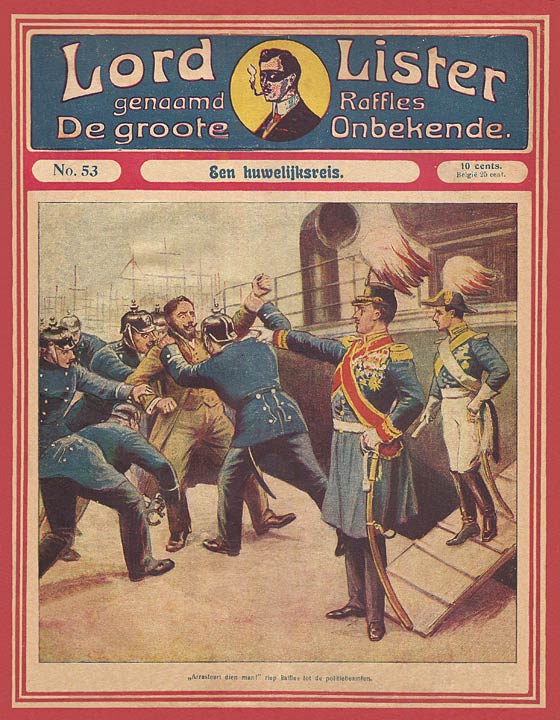 Lord Lister
genaamd Raffles
De groote Onbekende.
No. 53
Een huwelijksreis.
10 cents.
België 25 cent.
„Arresteert dien man!” riep Raffles tot de politiebeambten.